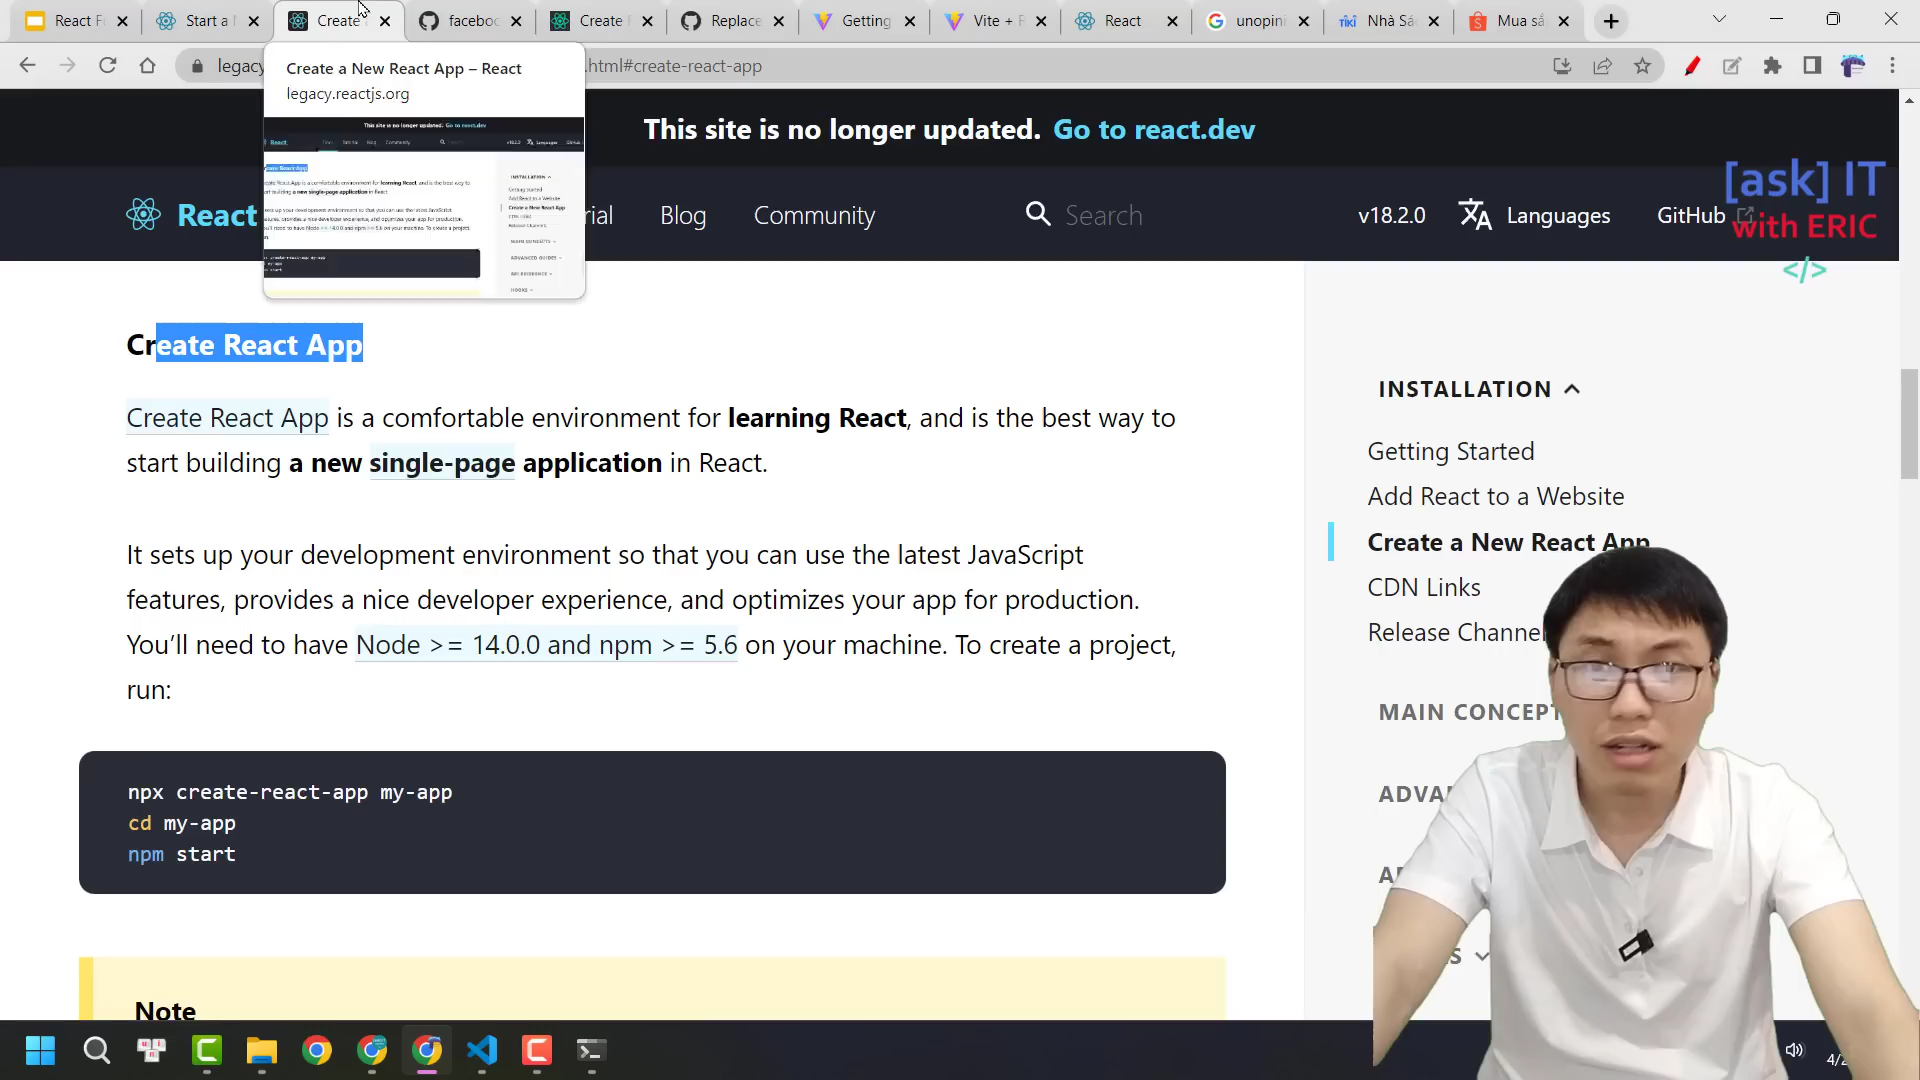 React F
Start a
Create
faceboo
Create
Replace
Getting
Vite +
React
unopini
TIKI Nhà Sá
Mua sắ
legacy
.html#create-react-app
Create a New React App – React
legacy.reactjs.org
This site is no longer updated. Go to react.dev
React
Blog
Community
Search
v18.2.0
Languages
GitHub
[ask] IT
with ERIC
</>
Create React App
Create React App is a comfortable environment for learning React, and is the best way to
start building a new single-page application in React.
It sets up your development environment so that you can use the latest JavaScript
features, provides a nice developer experience, and optimizes your app for production.
You’ll need to have Node >= 14.0.0 and npm >= 5.6 on your machine. To create a project,
run:
npx create-react-app my-app
cd my-app
npm start
Note
INSTALLATION
Getting Started
Add React to a Website
Create a New React App
CDN Links
Release Channel
MAIN CONCEPT
ADVA